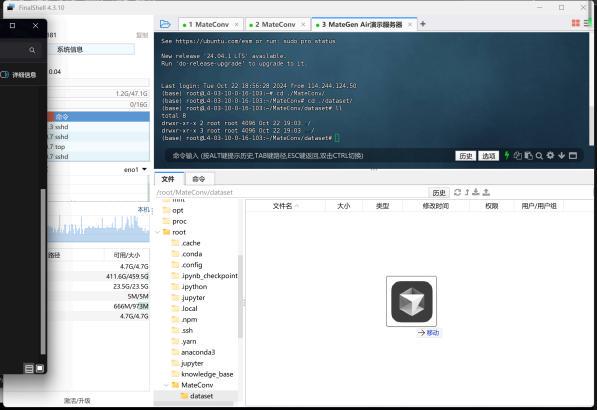 FinalShell 4.3.10
181
复制
系统信息
详细信息
0.04
1.2G/47.1G
0/16G
命令
.3 sshd
.7 sshd
.7 top
.3 sshd
eno1
本机
路径
可用/大小
4.7G/4.7G
411.6G/459.5G
23.5G/23.5G
5M/5M
666M/973M
4.7G/4.7G
激活/升级
1 MateConv
2 MateConv
3 MateGen Air演示服务器
See https://ubuntu.com/esm or run: sudo pro status
New release '24.04.1 LTS' available.
Run 'do-release-upgrade' to upgrade to it.
Last login: Tue Oct 22 18:56:28 2024 from 114.244.124.50
(base) root@L4-03-10-0-16-103:~# cd ./MateConv/
(base) root@L4-03-10-0-16-103:~/MateConv# cd ./dataset/
(base) root@L4-03-10-0-16-103:~/MateConv/dataset# ll
total 8
drwxr-xr-x 2 root root 4096 Oct 22 19:03 ./
drwxr-xr-x 3 root root 4096 Oct 22 19:03 ../
(base) root@L4-03-10-0-16-103:~/MateConv/dataset#
命令输入 (按ALT键提示历史,TAB键路径,ESC键返回,双击CTRL切换)
历史
选项
文件
命令
/root/MateConv/dataset
历史
文件名
大小
类型
修改时间
权限
用户/用户组
mnt
opt
proc
root
.cache
.conda
.config
.ipynb_checkpoint
.ipython
.jupyter
.local
.npm
.ssh
.yarn
anaconda3
jupyter
knowledge_base
MateConv
dataset
移动